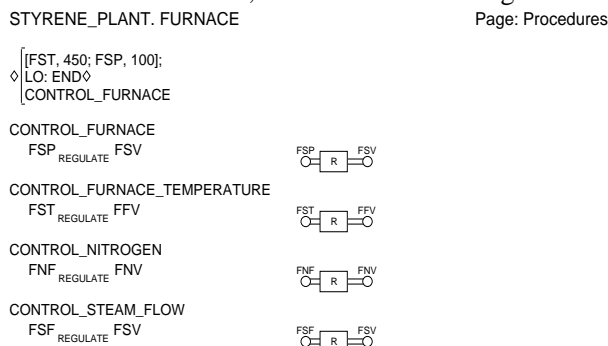 STYRENE_PLANT. FURNACE Page: Procedures
[FST, 450; FSP, 100];
◊ LO: END◊
CONTROL_FURNACE
CONTROL_FURNACE
FSP REGULATE FSV FSP R FSV
CONTROL_FURNACE_TEMPERATURE
FST REGULATE FFV FST R FFV
CONTROL_NITROGEN
FNF REGULATE FNV FNF R FNV
CONTROL_STEAM_FLOW
FSF REGULATE FSV FSF R FSV